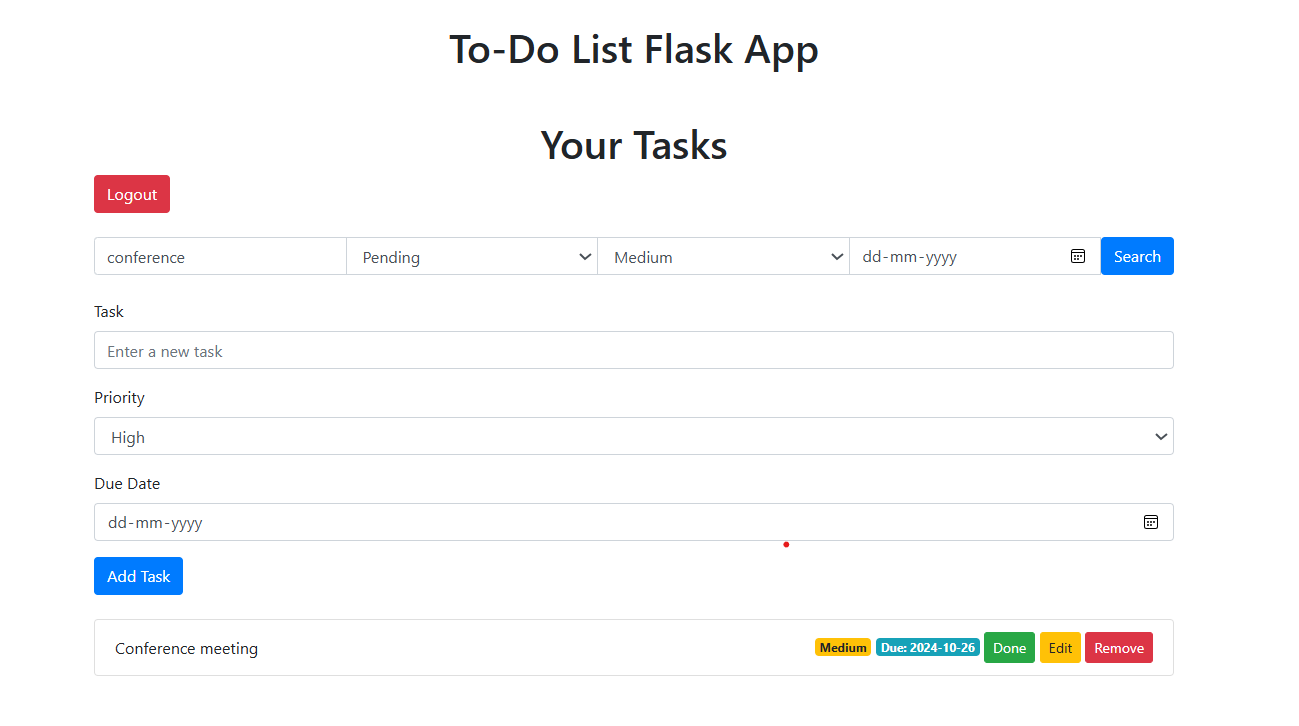 To-Do List Flask App
Your Tasks
Logout
conference Pending Medium dd-mm-yyyy Search
Task
Enter a new task
Priority
High
Due Date
dd-mm-yyyy
Add Task
Conference meeting Medium Due: 2024-10-26 Done Edit Remove